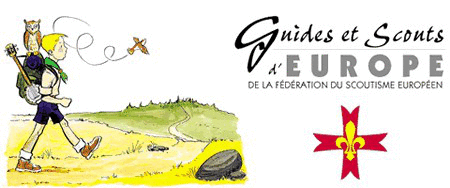 Guides et Scouts
d'EUROPE
DE LA FÉDÉRATION DU SCOUTISME EUROPÉEN